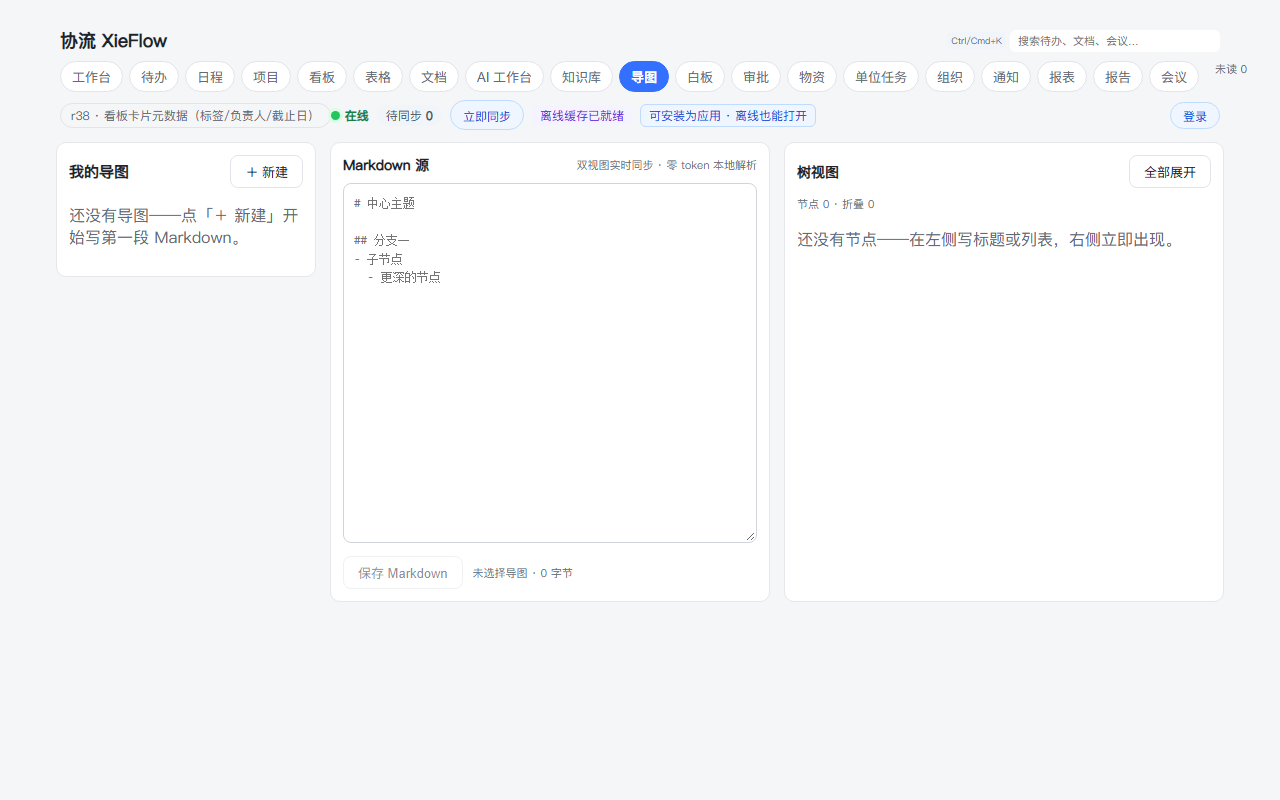 协流 XieFlow
Ctrl/Cmd+K 搜索待办、文档、会议...
工作台 待办 日程 项目 看板 表格 文档 AI 工作台 知识库 导图 白板 审批 物资 单位任务 组织 通知 报表 报告 会议 未读 0
r38 · 看板卡片元数据（标签/负责人/截止日） 在线 待同步 0 立即同步 离线缓存已就绪 可安装为应用 · 离线也能打开 登录
我的导图 ＋ 新建
还没有导图——点「＋ 新建」开
始写第一段 Markdown。
Markdown 源 双视图实时同步 · 零 token 本地解析
# 中心主题
## 分支一
- 子节点
- 更深的节点
保存 Markdown 未选择导图 · 0 字节
树视图 全部展开
节点 0 · 折叠 0
还没有节点——在左侧写标题或列表，右侧立即出现。